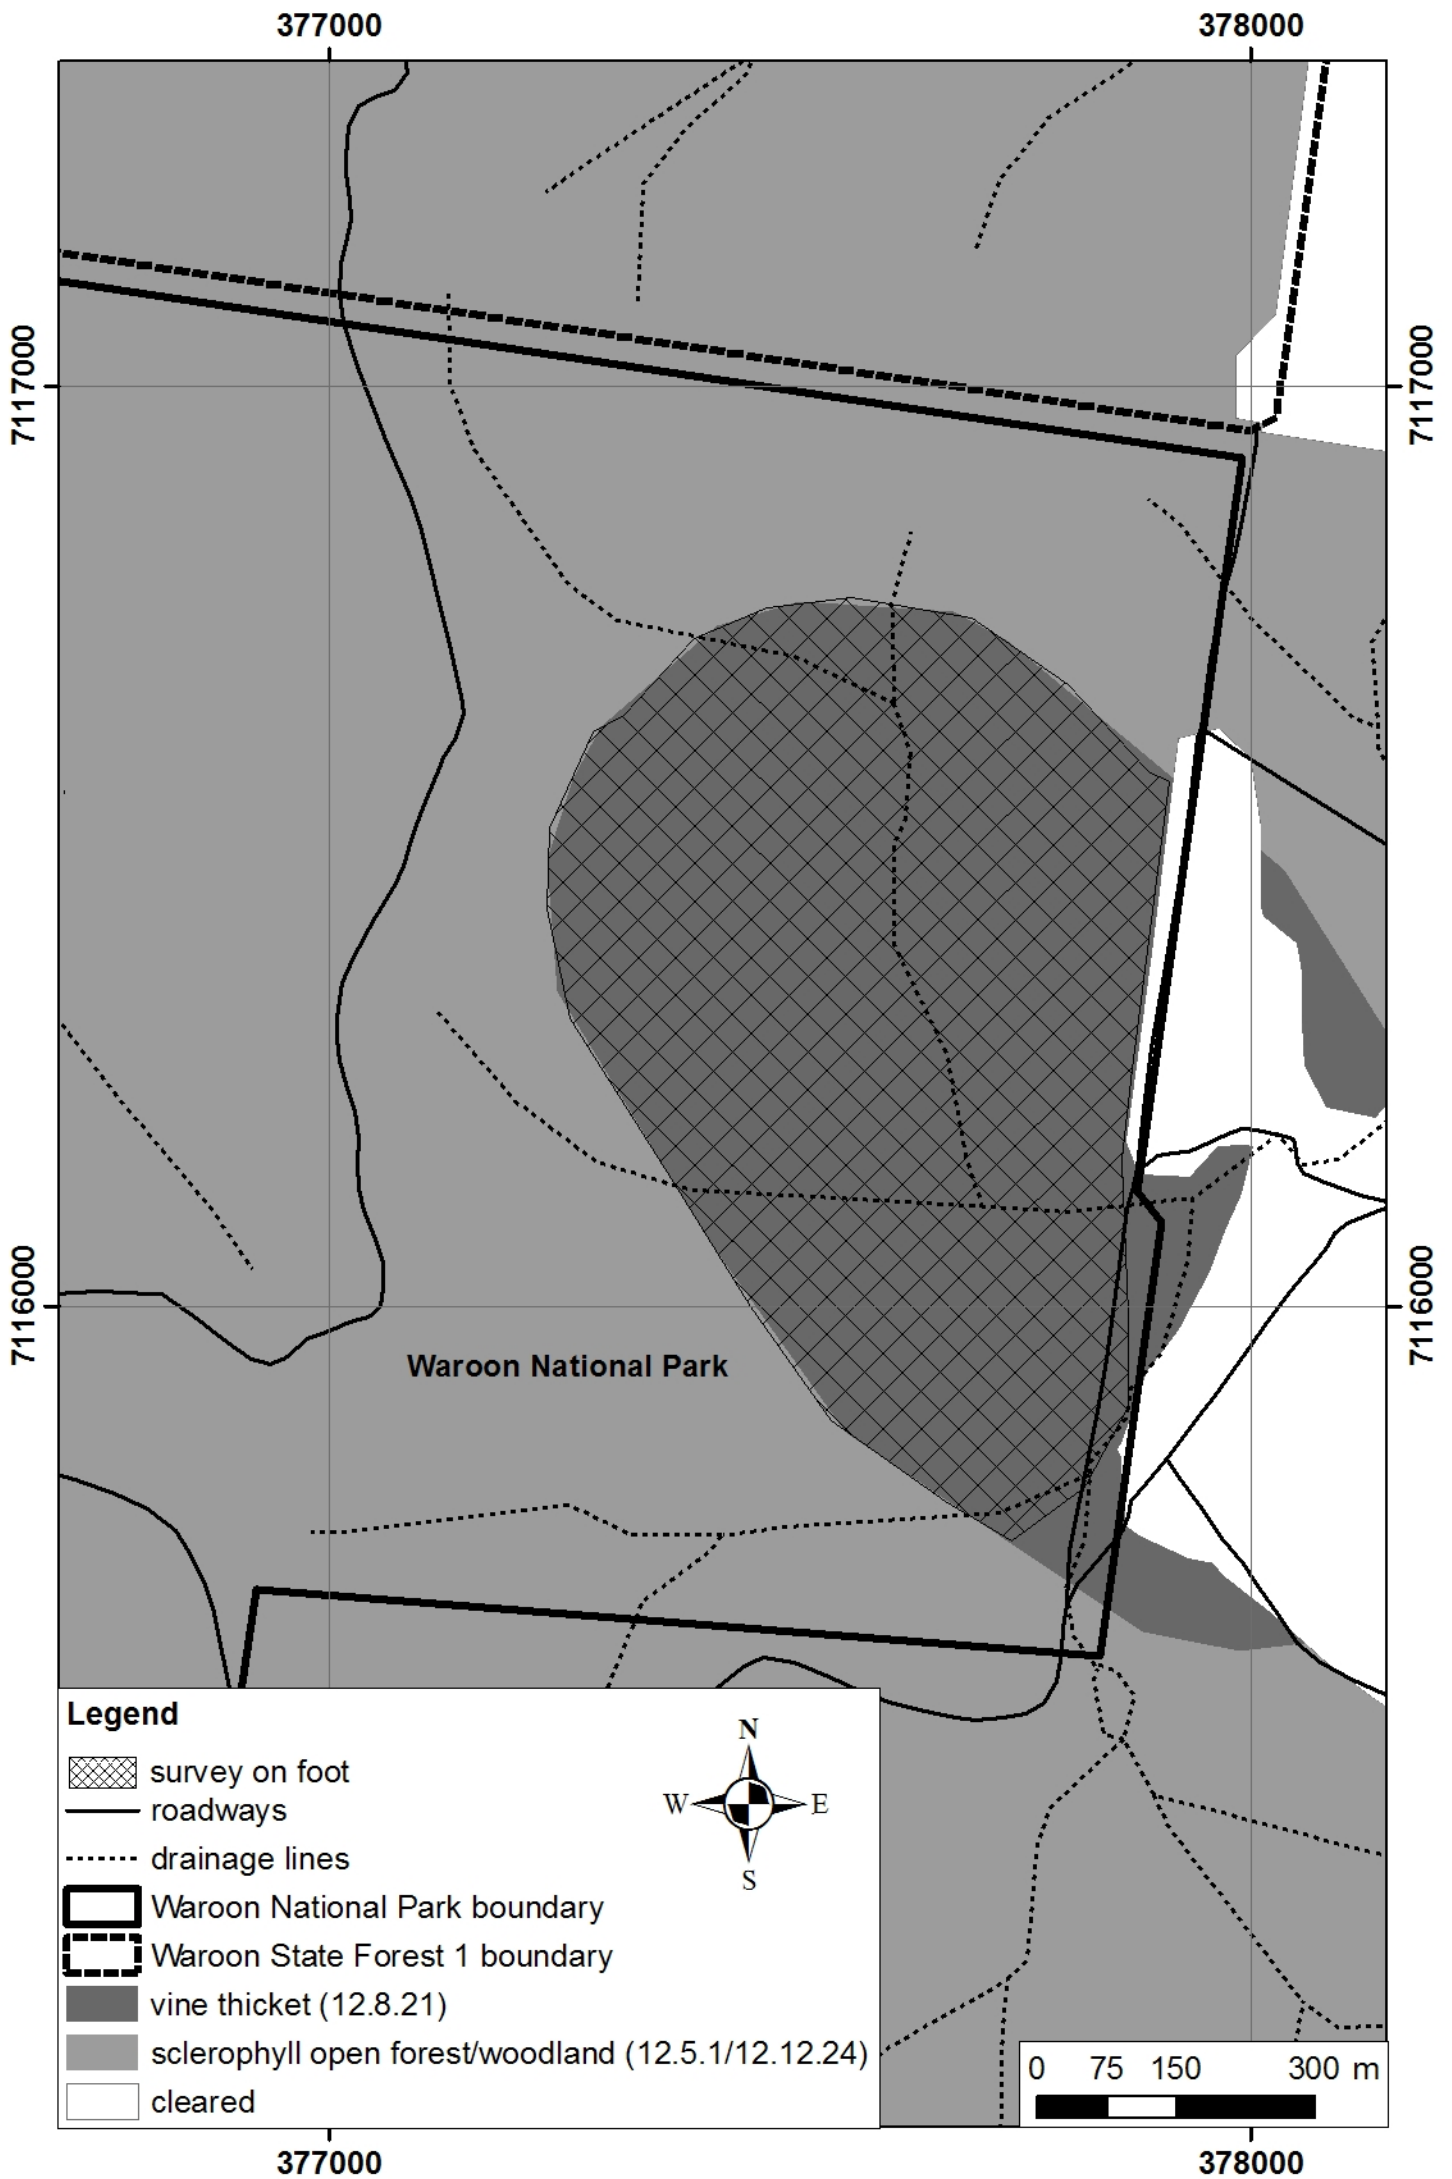 377000 378000
7117000 7117000
7116000 7116000
Waroon National Park
Legend
survey on foot
roadways
drainage lines
Waroon National Park boundary
Waroon State Forest 1 boundary
vine thicket (12.8.21)
sclerophyll open forest/woodland (12.5.1/12.12.24)
cleared
N
W E
S
0 75 150 300 m
377000 378000